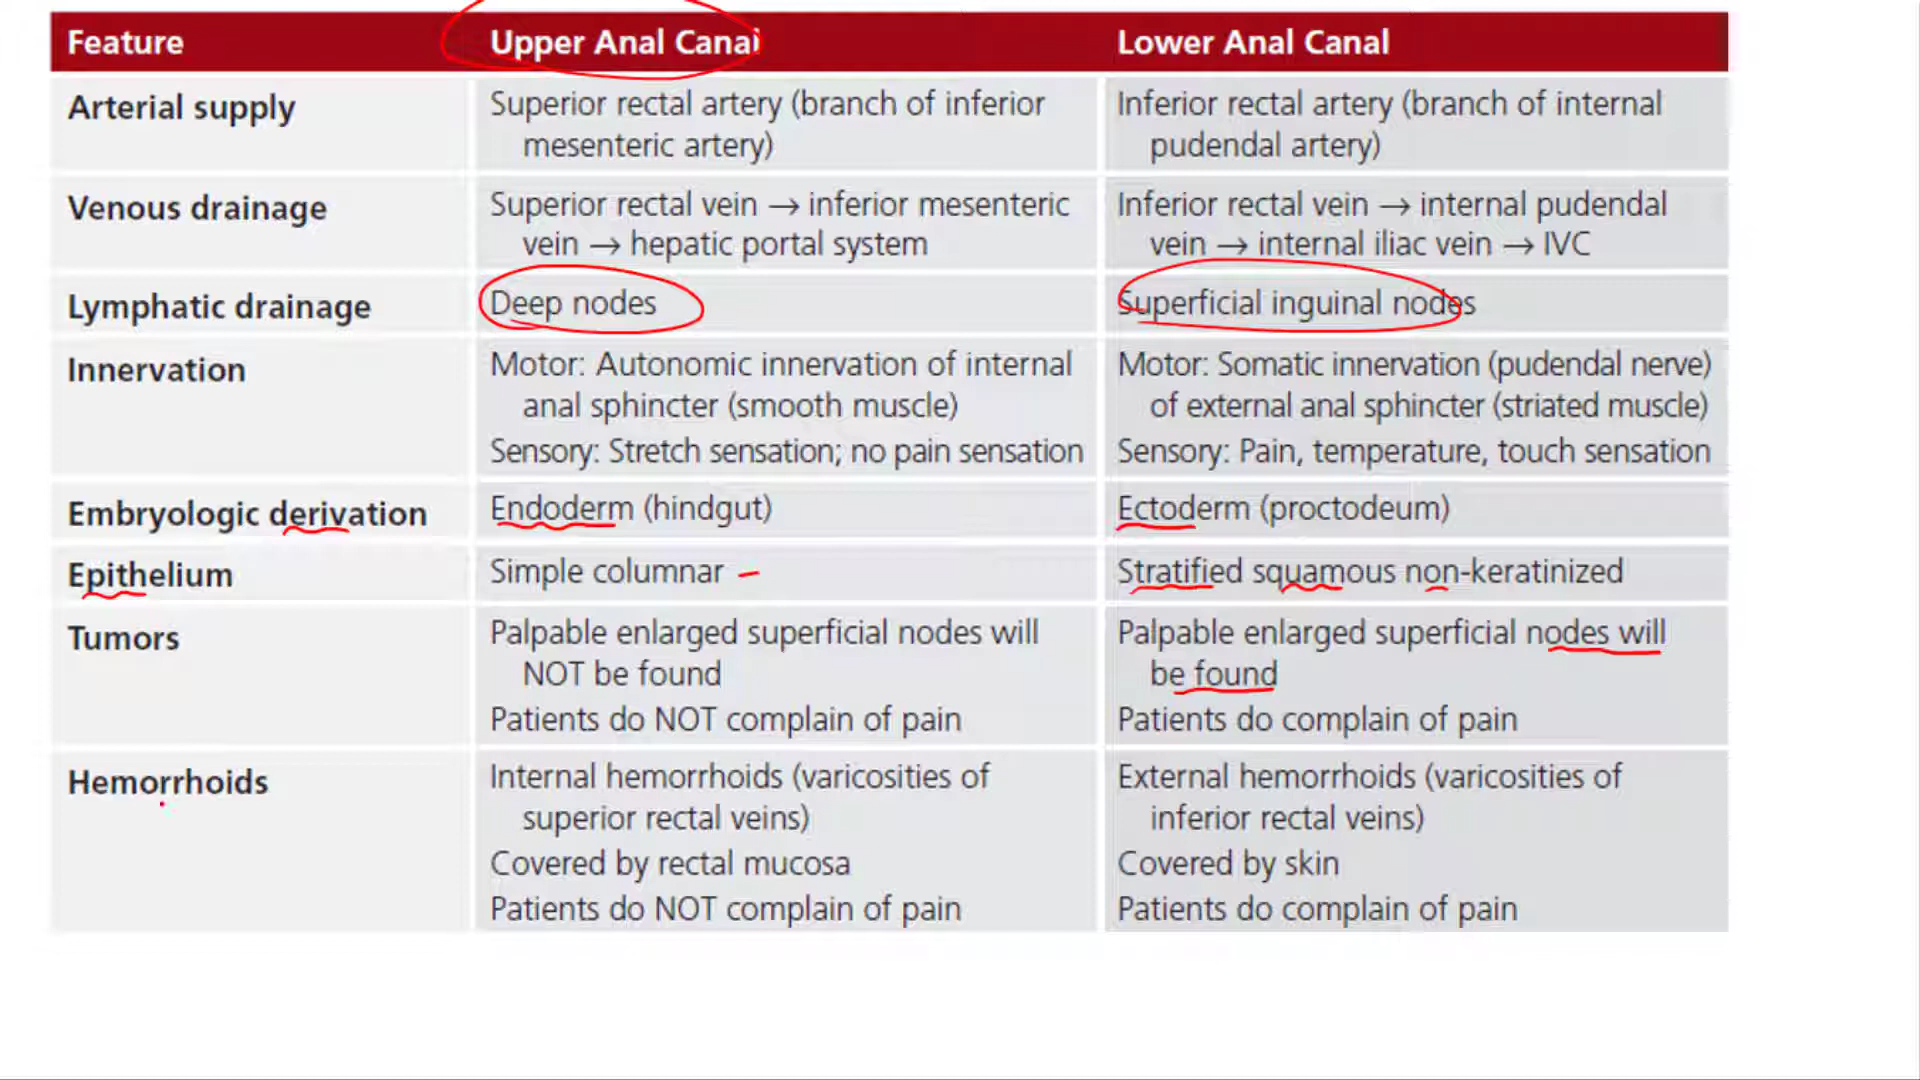 Feature Upper Anal Canal Lower Anal Canal
Arterial supply Superior rectal artery (branch of inferior Inferior rectal artery (branch of internal
mesenteric artery) pudendal artery)
Venous drainage Superior rectal vein → inferior mesenteric Inferior rectal vein → internal pudendal
vein → hepatic portal system vein → internal iliac vein → IVC
Lymphatic drainage Deep nodes Superficial inguinal nodes
Innervation Motor: Autonomic innervation of internal Motor: Somatic innervation (pudendal nerve)
anal sphincter (smooth muscle) of external anal sphincter (striated muscle)
Sensory: Stretch sensation; no pain sensation Sensory: Pain, temperature, touch sensation
Embryologic derivation Endoderm (hindgut) Ectoderm (proctodeum)
Epithelium Simple columnar Stratified squamous non-keratinized
Tumors Palpable enlarged superficial nodes will Palpable enlarged superficial nodes will
NOT be found be found
Patients do NOT complain of pain Patients do complain of pain
Hemorrhoids Internal hemorrhoids (varicosities of External hemorrhoids (varicosities of
superior rectal veins) inferior rectal veins)
Covered by rectal mucosa Covered by skin
Patients do NOT complain of pain Patients do complain of pain